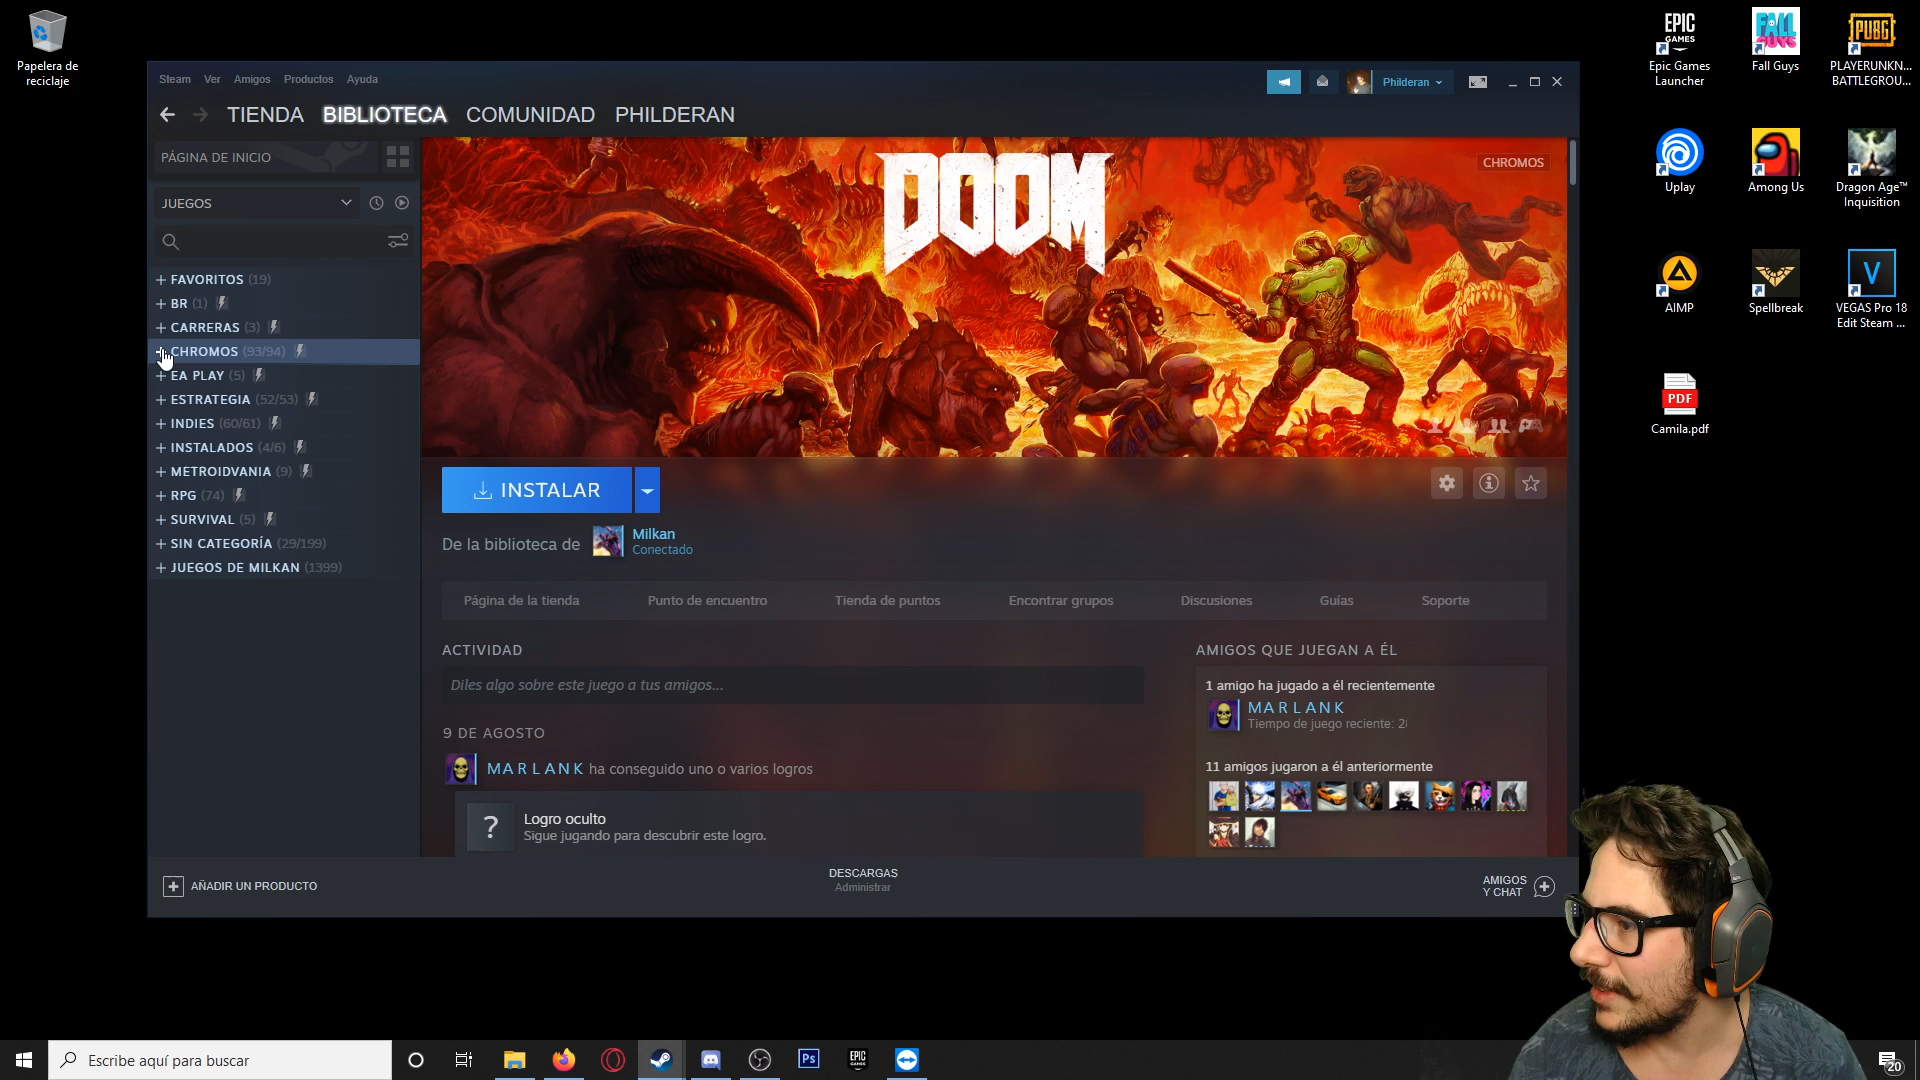 Papelera de
reciclaje
Steam Ver Amigos Productos Ayuda
Philderan
TIENDA BIBLIOTECA COMUNIDAD PHILDERAN
PÁGINA DE INICIO
JUEGOS
FAVORITOS (19)
BR (1)
CARRERAS (3)
CHROMOS (93/94)
EA PLAY (5)
ESTRATEGIA (52/53)
INDIES (60/61)
INSTALADOS (4/6)
METROIDVANIA (9)
RPG (74)
SURVIVAL (5)
SIN CATEGORÍA (29/199)
JUEGOS DE MILKAN (1399)
DOOM
CHROMOS
INSTALAR
De la biblioteca de
Milkan
Conectado
Página de la tienda Punto de encuentro Tienda de puntos Encontrar grupos Discusiones Guías Soporte
ACTIVIDAD
Diles algo sobre este juego a tus amigos...
9 DE AGOSTO
MARLANK ha conseguido uno o varios logros
?
Logro oculto
Sigue jugando para descubrir este logro.
AMIGOS QUE JUEGAN A ÉL
1 amigo ha jugado a él recientemente
MARLANK
Tiempo de juego reciente: 2
11 amigos jugaron a él anteriormente
AÑADIR UN PRODUCTO
DESCARGAS
Administrar
AMIGOS
Y CHAT
EPIC
GAMES
Epic Games
Launcher
FALL
GUYS
Fall Guys
PUBG
PLAYERUNKN...
BATTLEGROU...
Uplay
Among Us
Dragon Age™
Inquisition
AIMP
Spellbreak
V
VEGAS Pro 18
Edit Steam ...
PDF
Camila.pdf
Escribe aquí para buscar
Ps
EPIC
GAMES
20